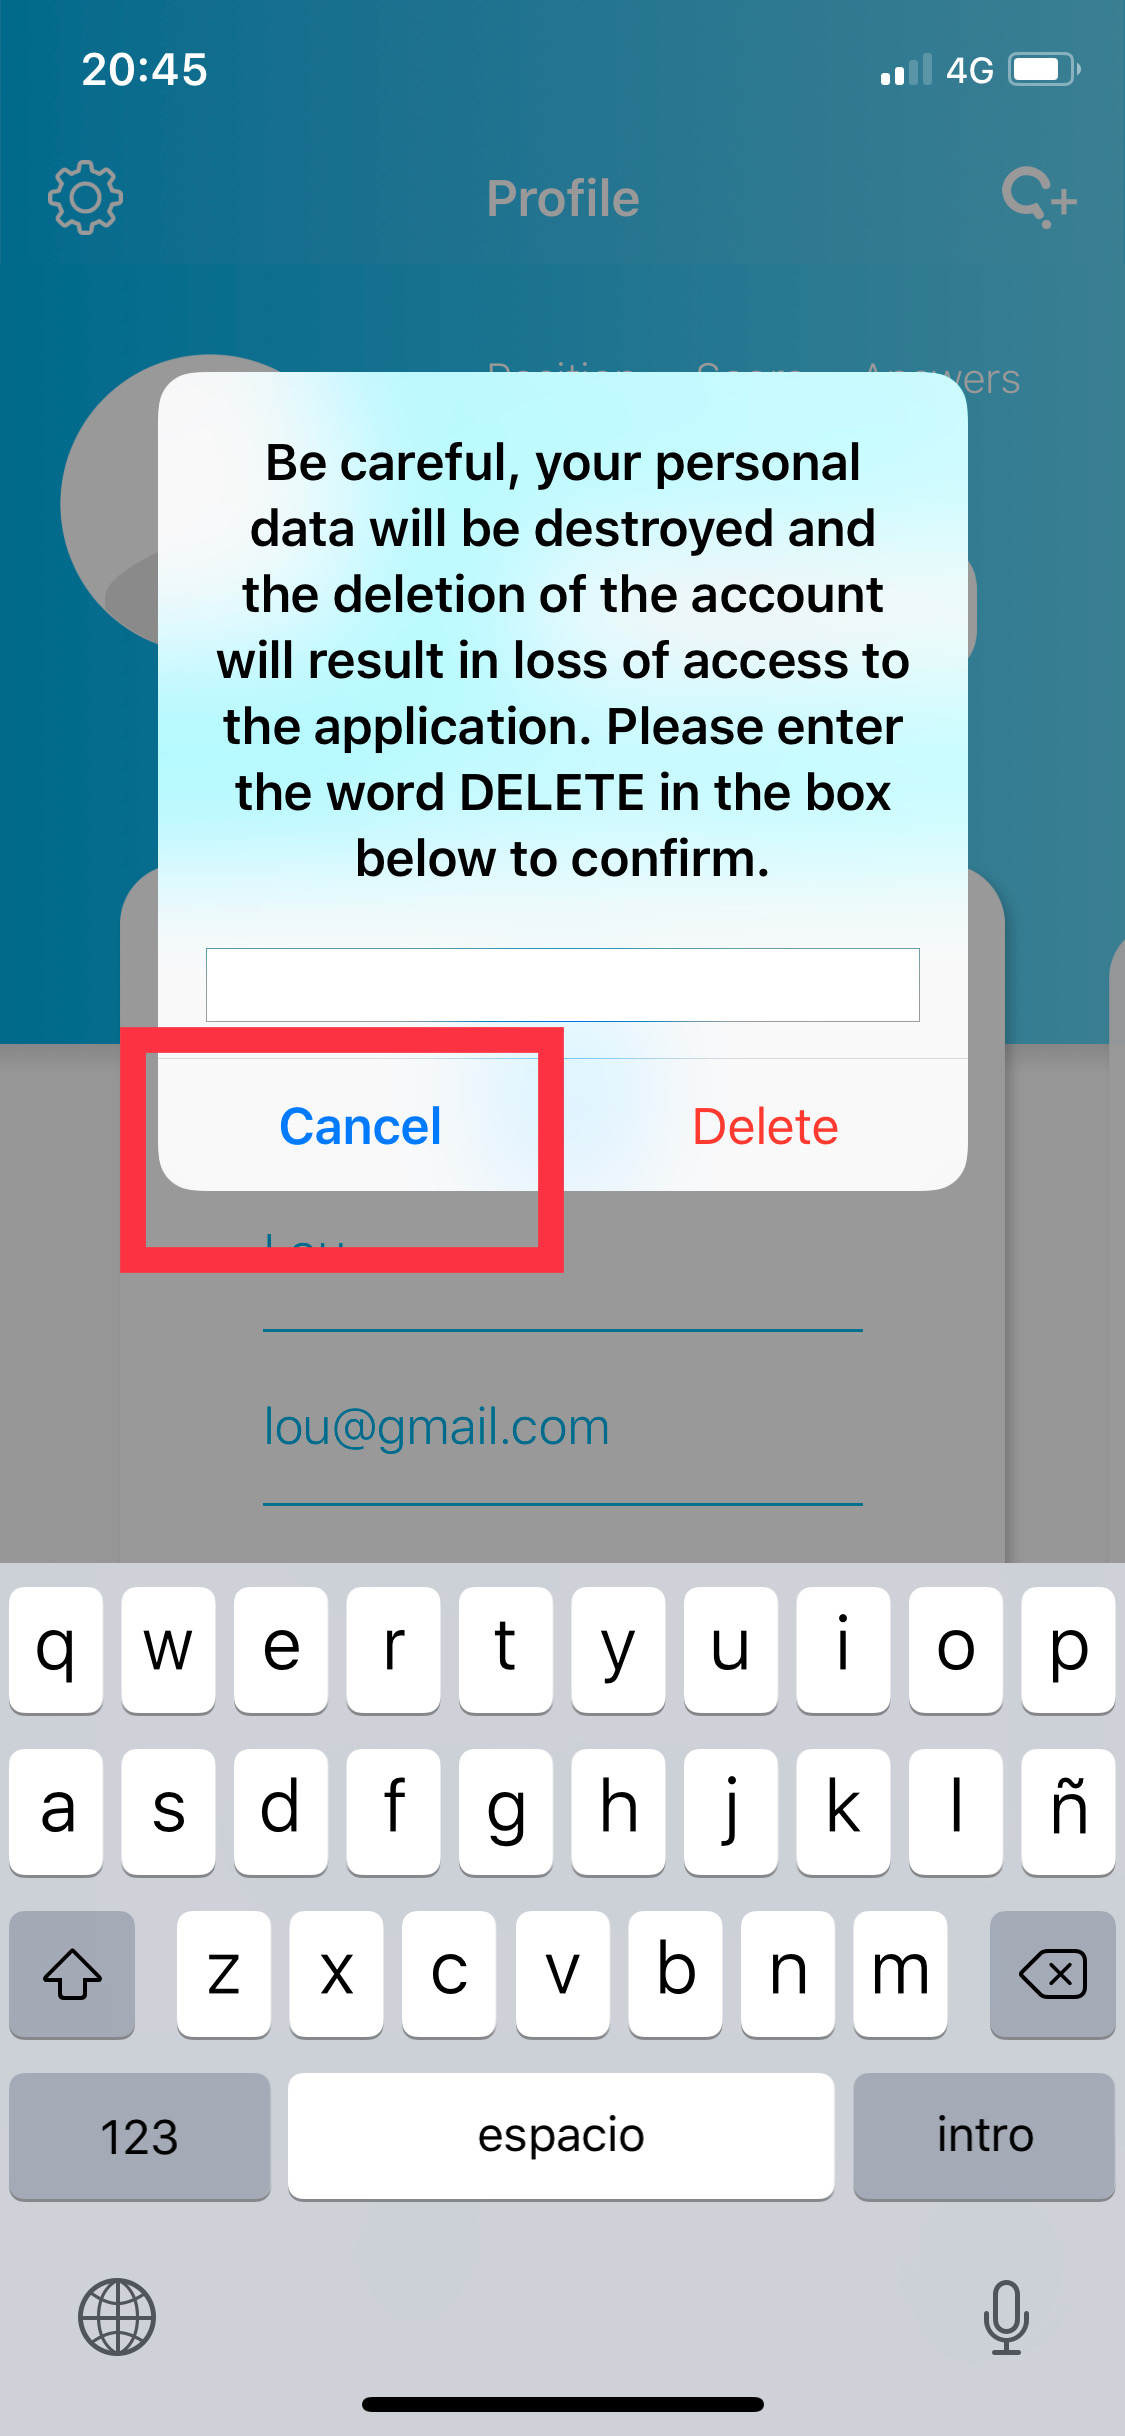 20:45
4G
Profile
Position Score Answers
Be careful, your personal
data will be destroyed and
the deletion of the account
will result in loss of access to
the application. Please enter
the word DELETE in the box
below to confirm.
Cancel
Delete
Lou
lou@gmail.com
q w e r t y u i o p
a s d f g h j k l ñ
z x c v b n m
123
espacio
intro